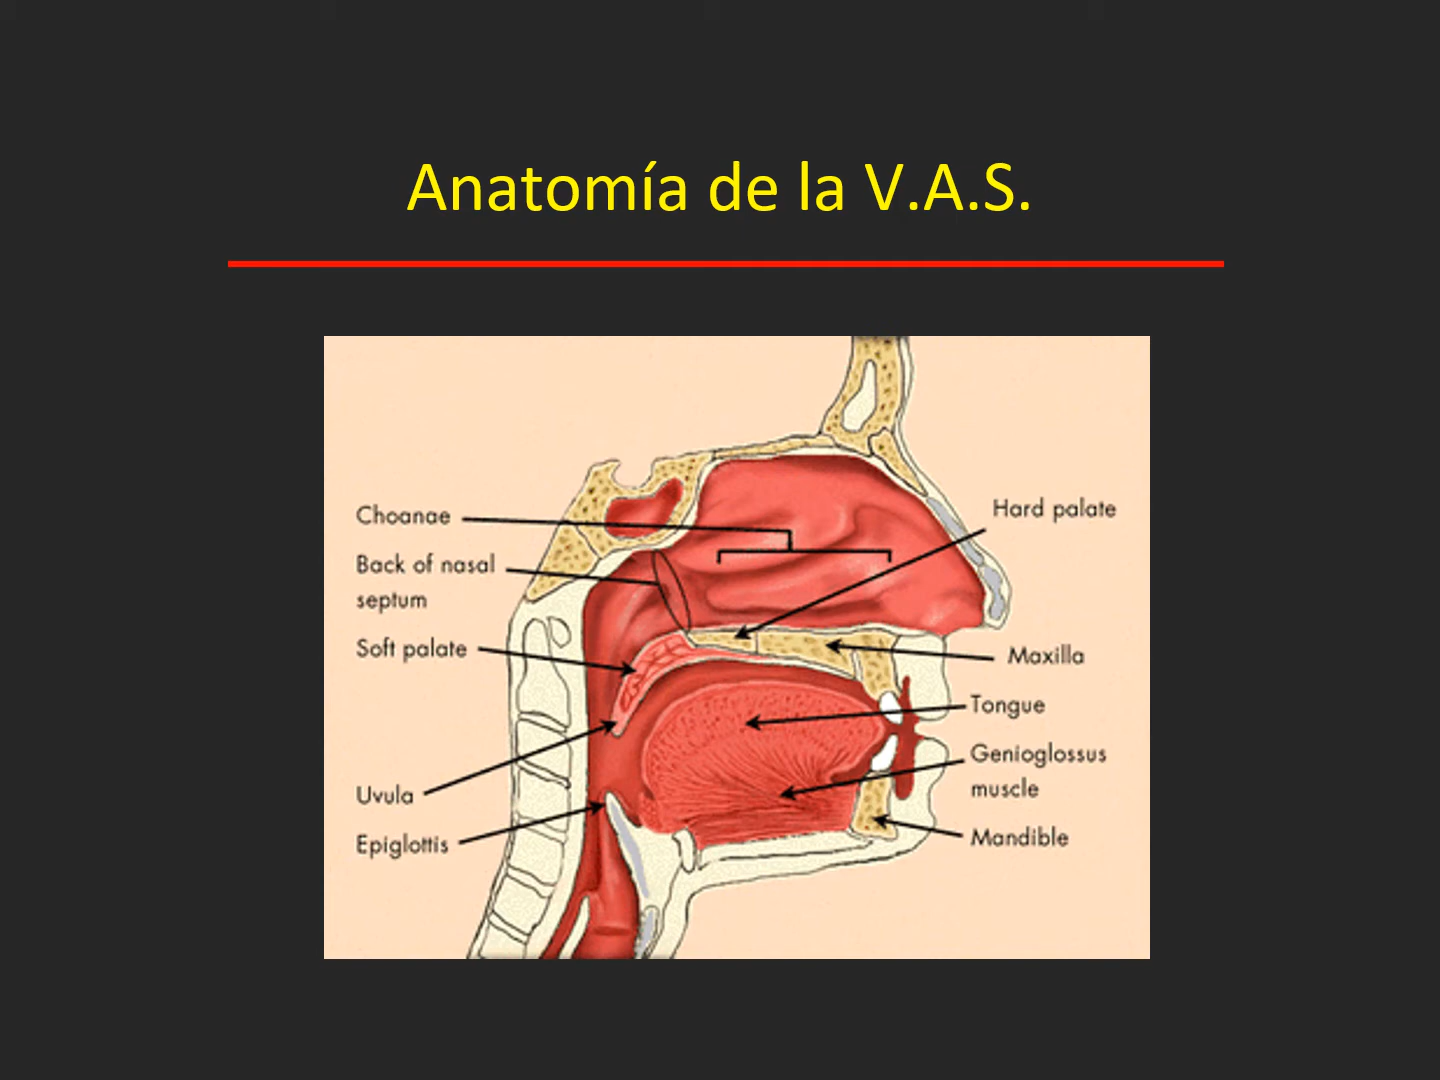 Anatomía de la V.A.S.
Choanae
Back of nasal
septum
Soft palate
Uvula
Epiglottis
Hard palate
Maxilla
Tongue
Genioglossus
muscle
Mandible